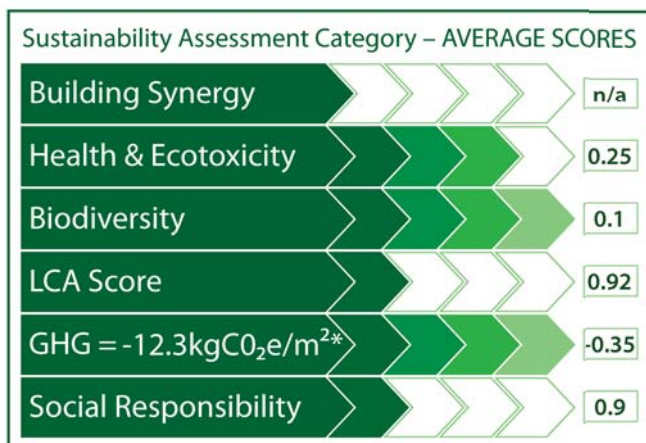 Sustainability Assessment Category – AVERAGE SCORES
Building Synergy n/a
Health & Ecotoxicity 0.25
Biodiversity 0.1
LCA Score 0.92
GHG = -12.3kgC0₂e/m²* -0.35
Social Responsibility 0.9